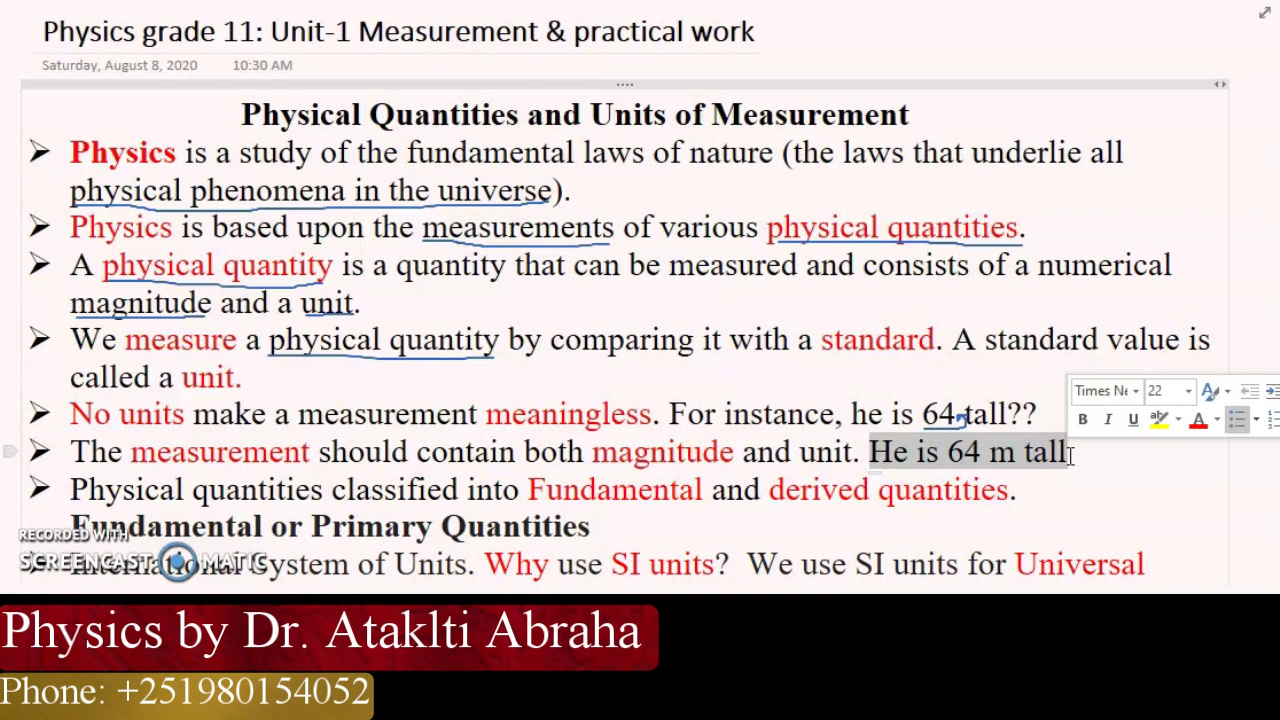 Physics grade 11: Unit-1 Measurement & practical work
Saturday, August 8, 2020 10:30 AM
Physical Quantities and Units of Measurement
➢ Physics is a study of the fundamental laws of nature (the laws that underlie all
physical phenomena in the universe).
➢ Physics is based upon the measurements of various physical quantities.
➢ A physical quantity is a quantity that can be measured and consists of a numerical
magnitude and a unit.
➢ We measure a physical quantity by comparing it with a standard. A standard value is
called a unit.
➢ No units make a measurement meaningless. For instance, he is 64 tall??
Times Ne 22
B I U ab A
➢ The measurement should contain both magnitude and unit. He is 64 m tall
➢ Physical quantities classified into Fundamental and derived quantities.
Fundamental or Primary Quantities
RECORDED WITH
SCREENCAST MATIC
➢ International System of Units. Why use SI units? We use SI units for Universal
Physics by Dr. Ataklti Abraha
Phone: +251980154052